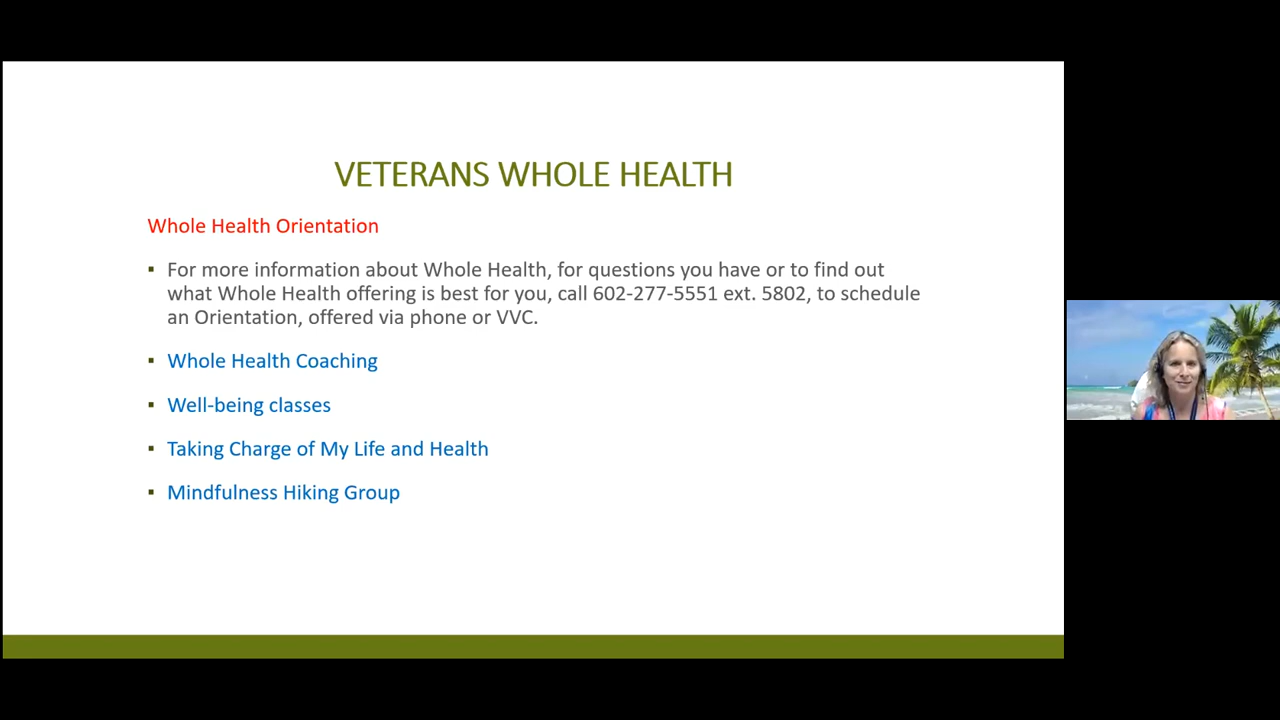 VETERANS WHOLE HEALTH
Whole Health Orientation
▪ For more information about Whole Health, for questions you have or to find out
what Whole Health offering is best for you, call 602-277-5551 ext. 5802, to schedule
an Orientation, offered via phone or VVC.
▪ Whole Health Coaching
▪ Well-being classes
▪ Taking Charge of My Life and Health
▪ Mindfulness Hiking Group